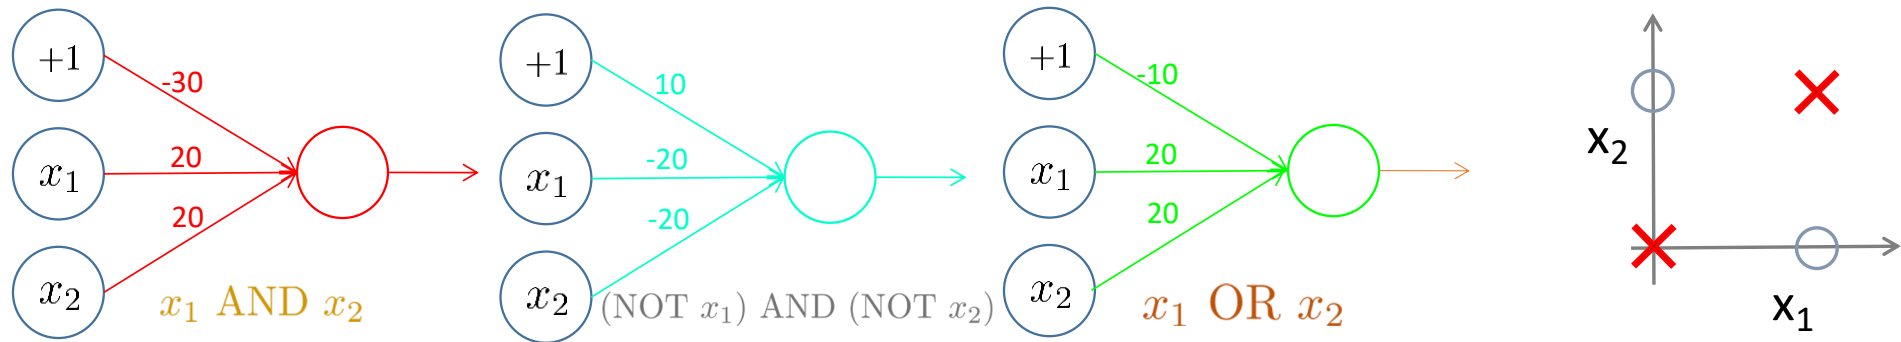 +1
-30
x₁
20
x₂
20
x₁ AND x₂
+1
10
x₁
-20
x₂
-20
(NOT x₁) AND (NOT x₂)
+1
-10
x₁
20
x₂
20
x₁ OR x₂
x₂
x₁